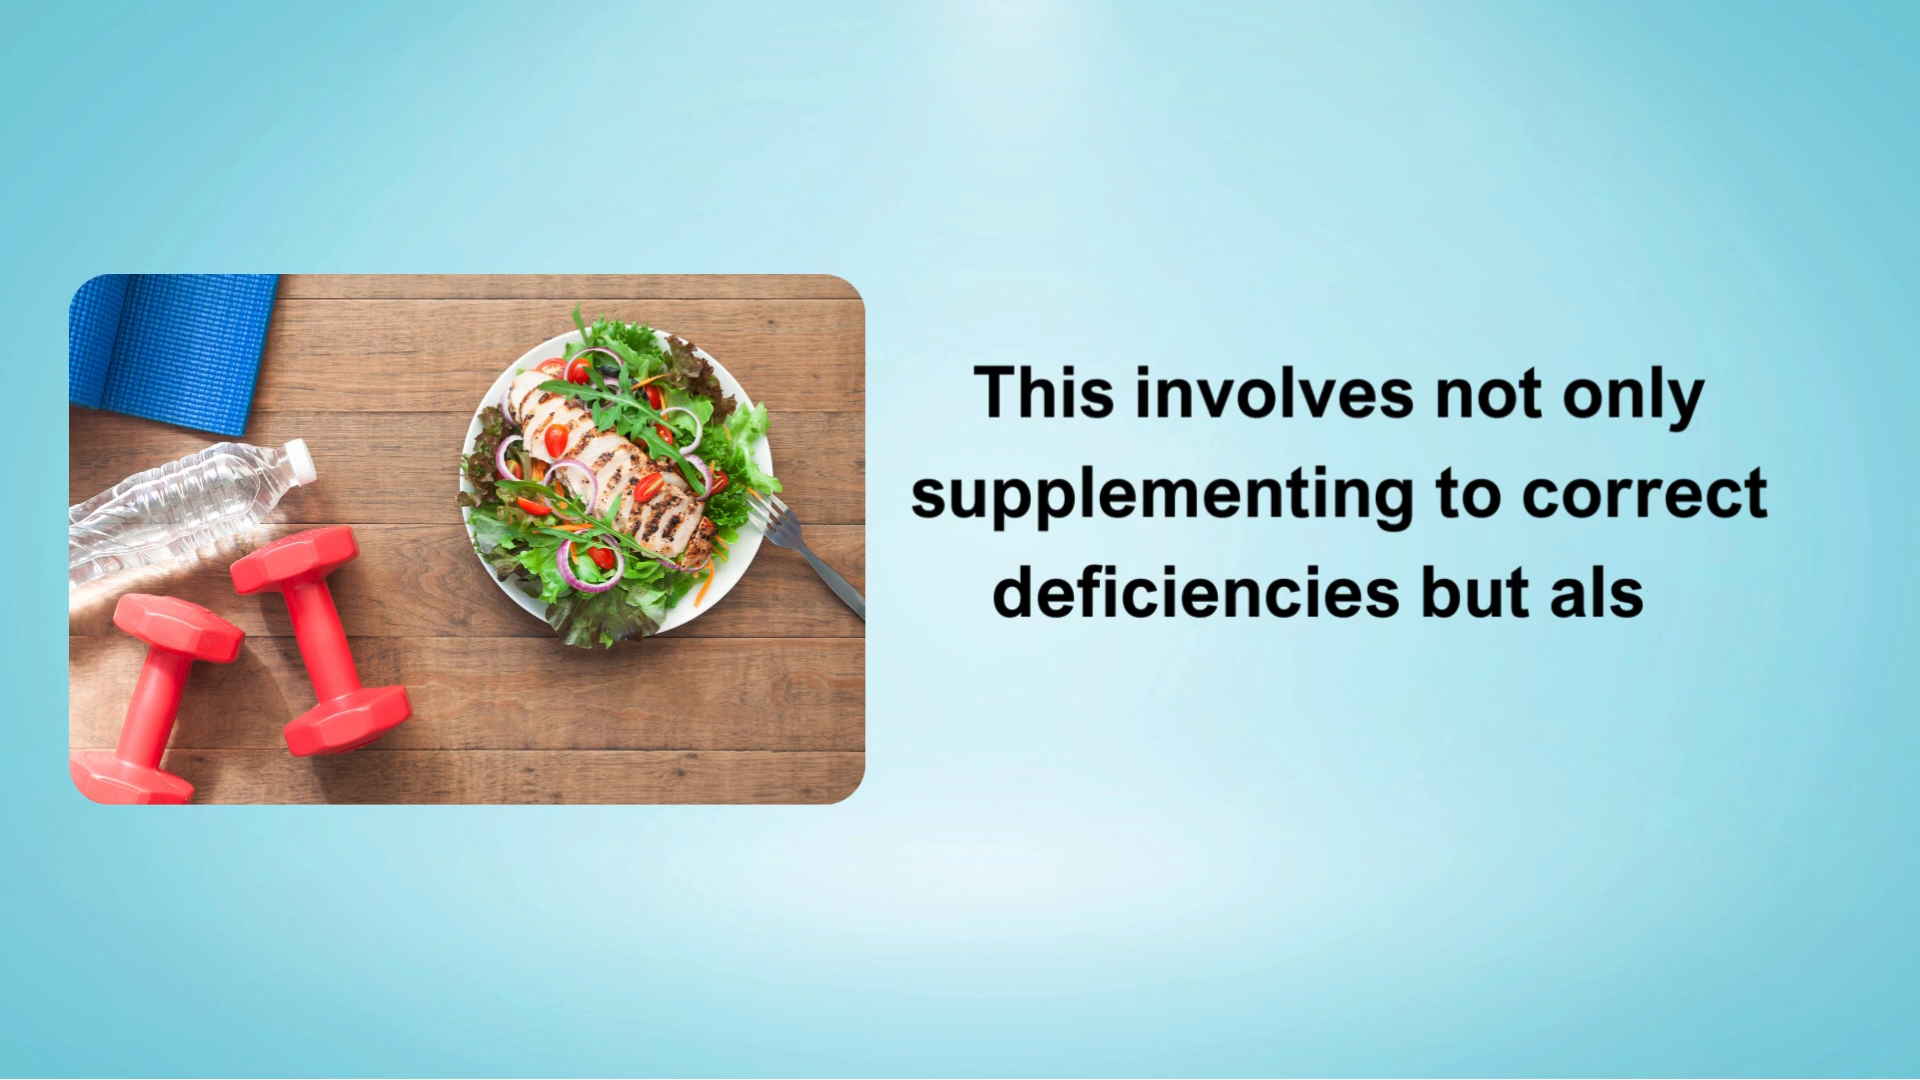 This involves not only
supplementing to correct
deficiencies but als